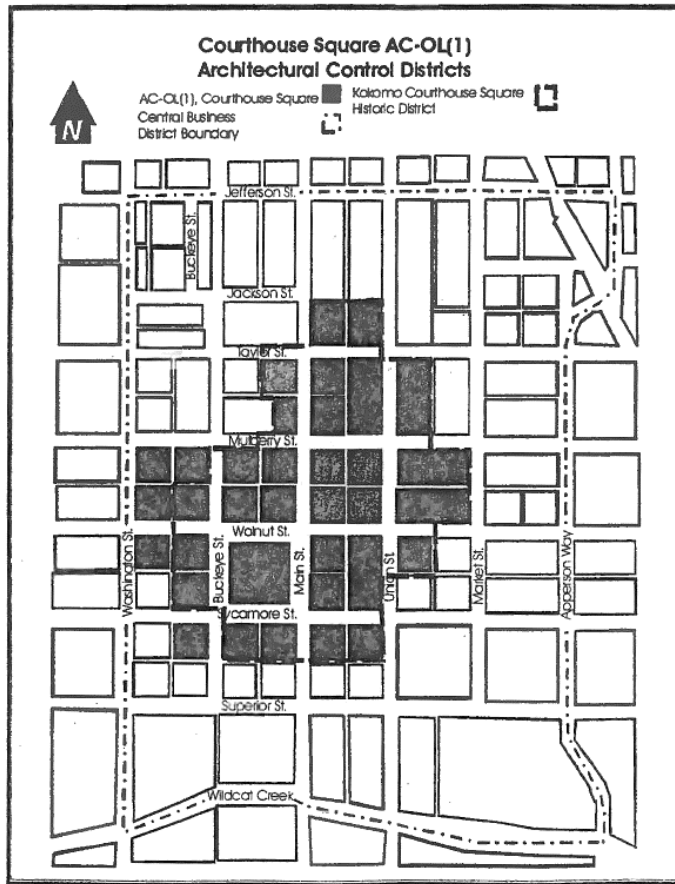 Courthouse Square AC-OL(1)
Architectural Control Districts
N
AC-OL(1), Courthouse Square
Central Business
District Boundary
Kokomo Courthouse Square
Historic District
Jefferson St.
Buckeye St.
Jackson St.
Taylor St.
Mulberry St.
Walnut St.
Washington St.
Buckeye St.
Main St.
Union St.
Market St.
Apperson Way
Sycamore St.
Superior St.
Wildcat Creek